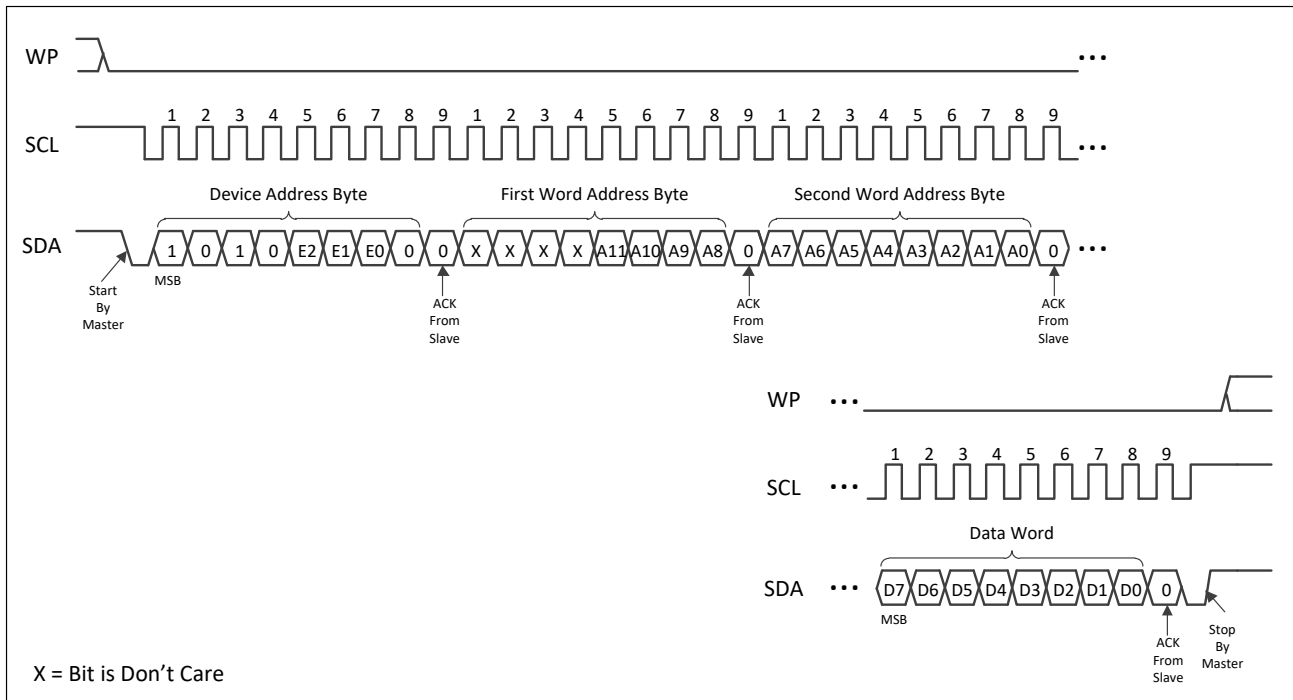 WP ...
1 2 3 4 5 6 7 8 9 1 2 3 4 5 6 7 8 9 1 2 3 4 5 6 7 8 9
SCL ...
Device Address Byte First Word Address Byte Second Word Address Byte
SDA 1 0 1 0 E2 E1 E0 0 0 X X X X A11 A10 A9 A8 0 A7 A6 A5 A4 A3 A2 A1 A0 0 ...
MSB
Start
By
Master
ACK
From
Slave
ACK
From
Slave
ACK
From
Slave
WP ...
1 2 3 4 5 6 7 8 9
SCL ...
Data Word
SDA ... D7 D6 D5 D4 D3 D2 D1 D0 0
MSB
ACK
From
Slave
Stop
By
Master
X = Bit is Don't Care